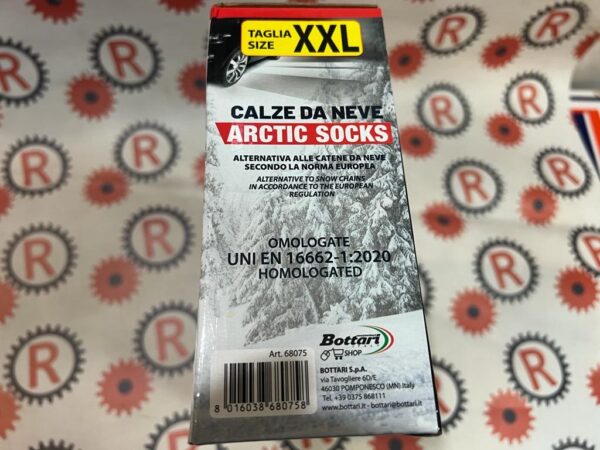 TAGLIA
SIZE
XXL
CALZE DA NEVE
ARCTIC SOCKS
ALTERNATIVA ALLE CATENE DA NEVE
SECONDO LA NORMA EUROPEA
ALTERNATIVE TO SNOW CHAINS
IN ACCORDANCE TO THE EUROPEAN
REGULATION
OMOLOGATE
UNI EN 16662-1:2020
HOMOLOGATED
Bottari
SHOP
Art. 68075
8 016038 680758
BOTTARI S.p.A.
via Tavogliere 6D/E
46030 POMPONESCO (MN) Italy
Tel. +39 0375 868111
www.bottari.it - bottari@bottari.it
R
R
R
R
R
R
R
R
R
R
R
R